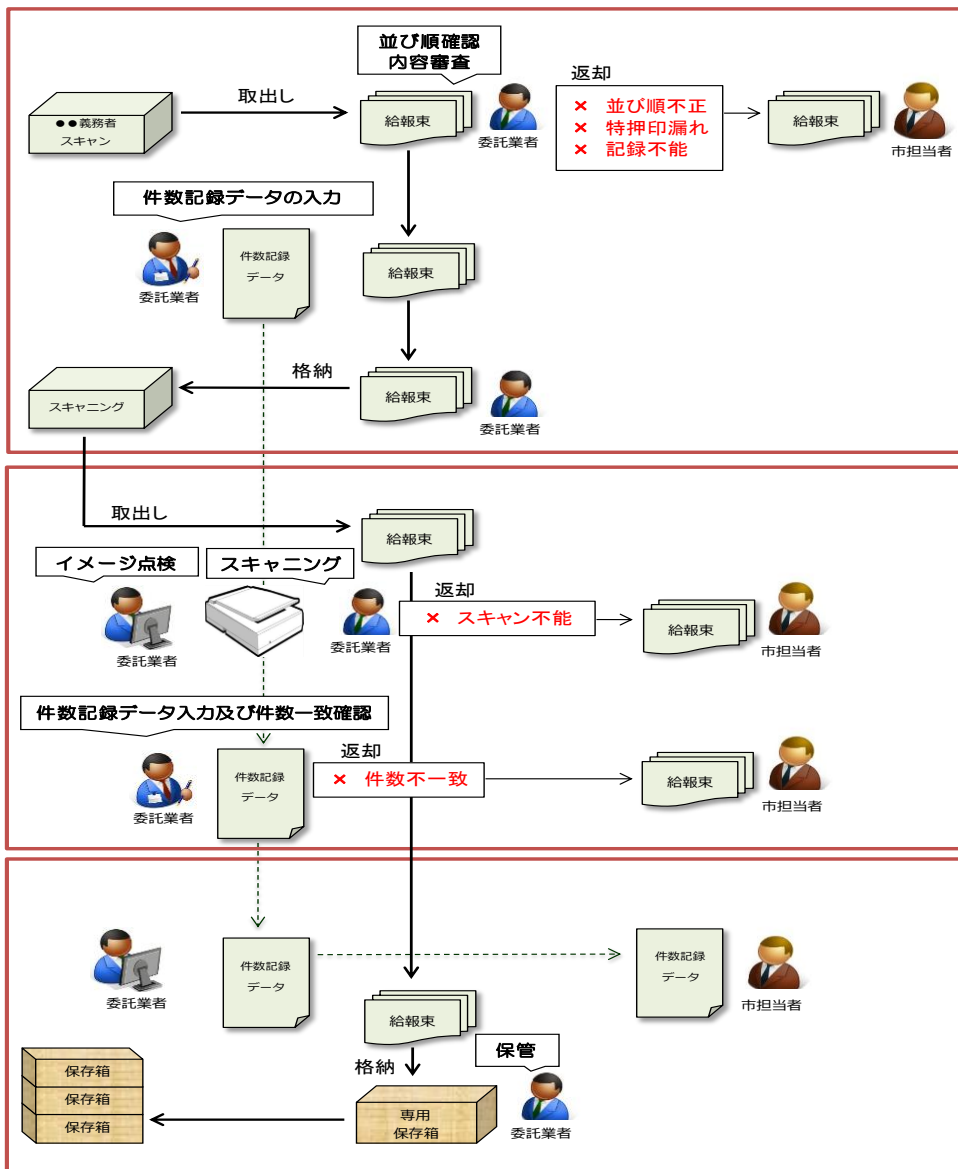 並び順確認
内容審査
返却
取出し
●●義務者
スキャン
給報束
委託業者
× 並び順不正
× 特押印漏れ
× 記録不能
給報束
市担当者
件数記録データの入力
件数記録
データ
委託業者
給報束
格納
スキャニング
給報束
委託業者
取出し
給報束
イメージ点検
スキャニング
返却
× スキャン不能
給報束
委託業者
委託業者
市担当者
件数記録データ入力及び件数一致確認
返却
件数記録
データ
× 件数不一致
給報束
委託業者
市担当者
件数記録
データ
件数記録
データ
委託業者
市担当者
給報束
保管
格納
保存箱
保存箱
保存箱
専用
保存箱
委託業者